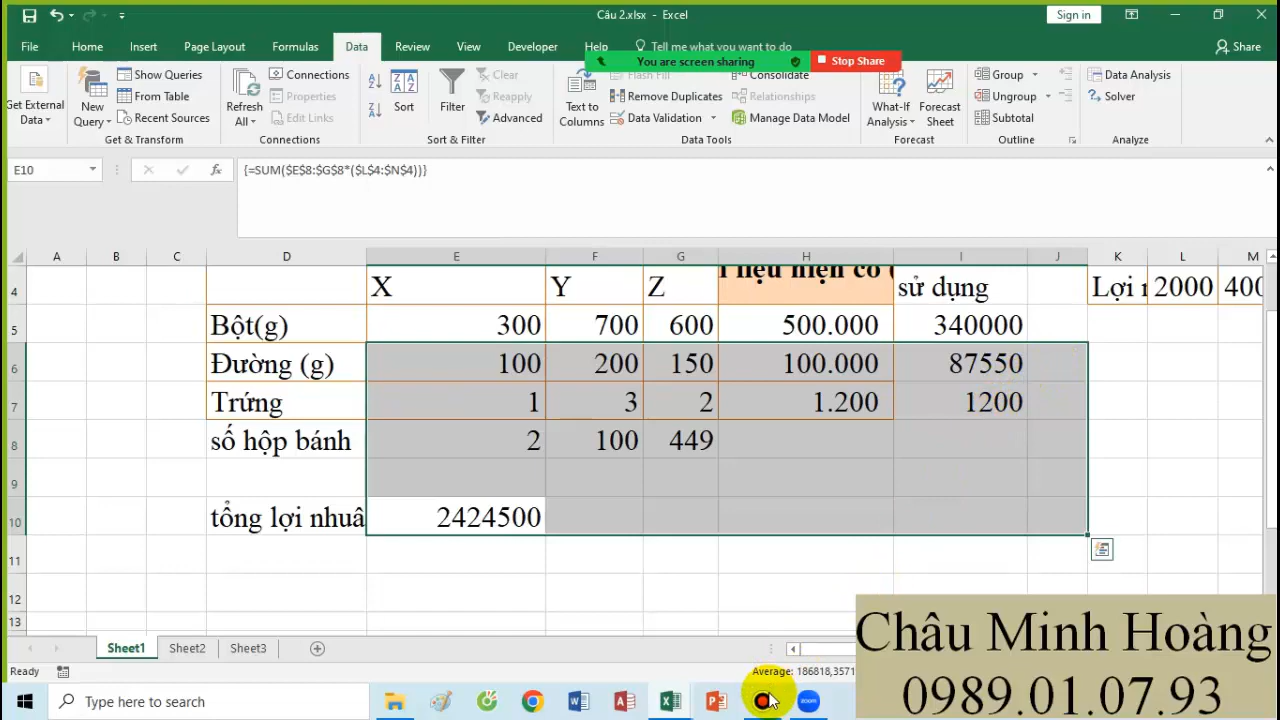 Câu 2.xlsx - Excel
Sign in
File Home Insert Page Layout Formulas Data Review View Developer Help Tell me what you want to do Share
You are screen sharing Stop Share
Get External Data
New Query
Show Queries
From Table
Recent Sources
Get & Transform
Refresh All
Connections
Properties
Edit Links
Connections
Sort
Filter
Clear
Reapply
Advanced
Sort & Filter
Text to Columns
Flash Fill
Remove Duplicates
Data Validation
Consolidate
Relationships
Manage Data Model
Data Tools
What-If Analysis
Forecast Sheet
Forecast
Group
Ungroup
Subtotal
Outline
Data Analysis
Solver
Analyze
E10 fx {=SUM($E$8:$G$8*($L$4:$N$4))}
A B C D E F G H I J K L M
4 X Y Z sử dụng Lợi 2000 400
5 Bột(g) 300 700 600 500.000 340000
6 Đường (g) 100 200 150 100.000 87550
7 Trứng 1 3 2 1.200 1200
8 số hộp bánh 2 100 449
9
10 tổng lợi nhuâ 2424500
11
12
13
Sheet1 Sheet2 Sheet3
Ready Average: 186818,3571
Châu Minh Hoàng
0989.01.07.93
Type here to search